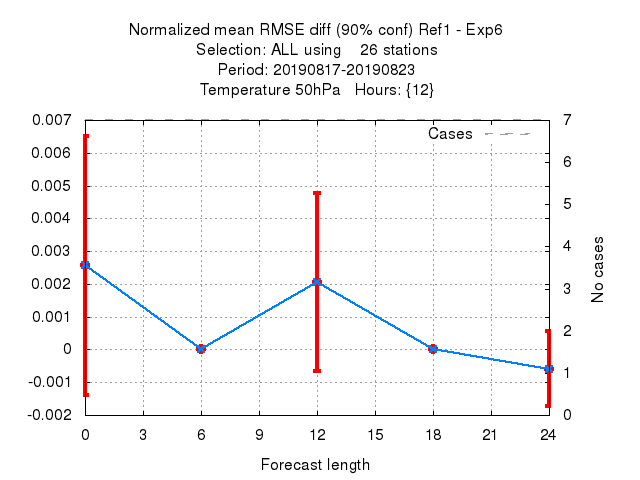 Normalized mean RMSE diff (90% conf) Ref1 - Exp6
Selection: ALL using    26 stations
Period: 20190817-20190823
Temperature 50hPa   Hours: {12}
Cases
0.007
0.006
0.005
0.004
0.003
0.002
0.001
0
-0.001
-0.002
7
6
5
4
3
2
1
0
No cases
0 3 6 9 12 15 18 21 24
Forecast length